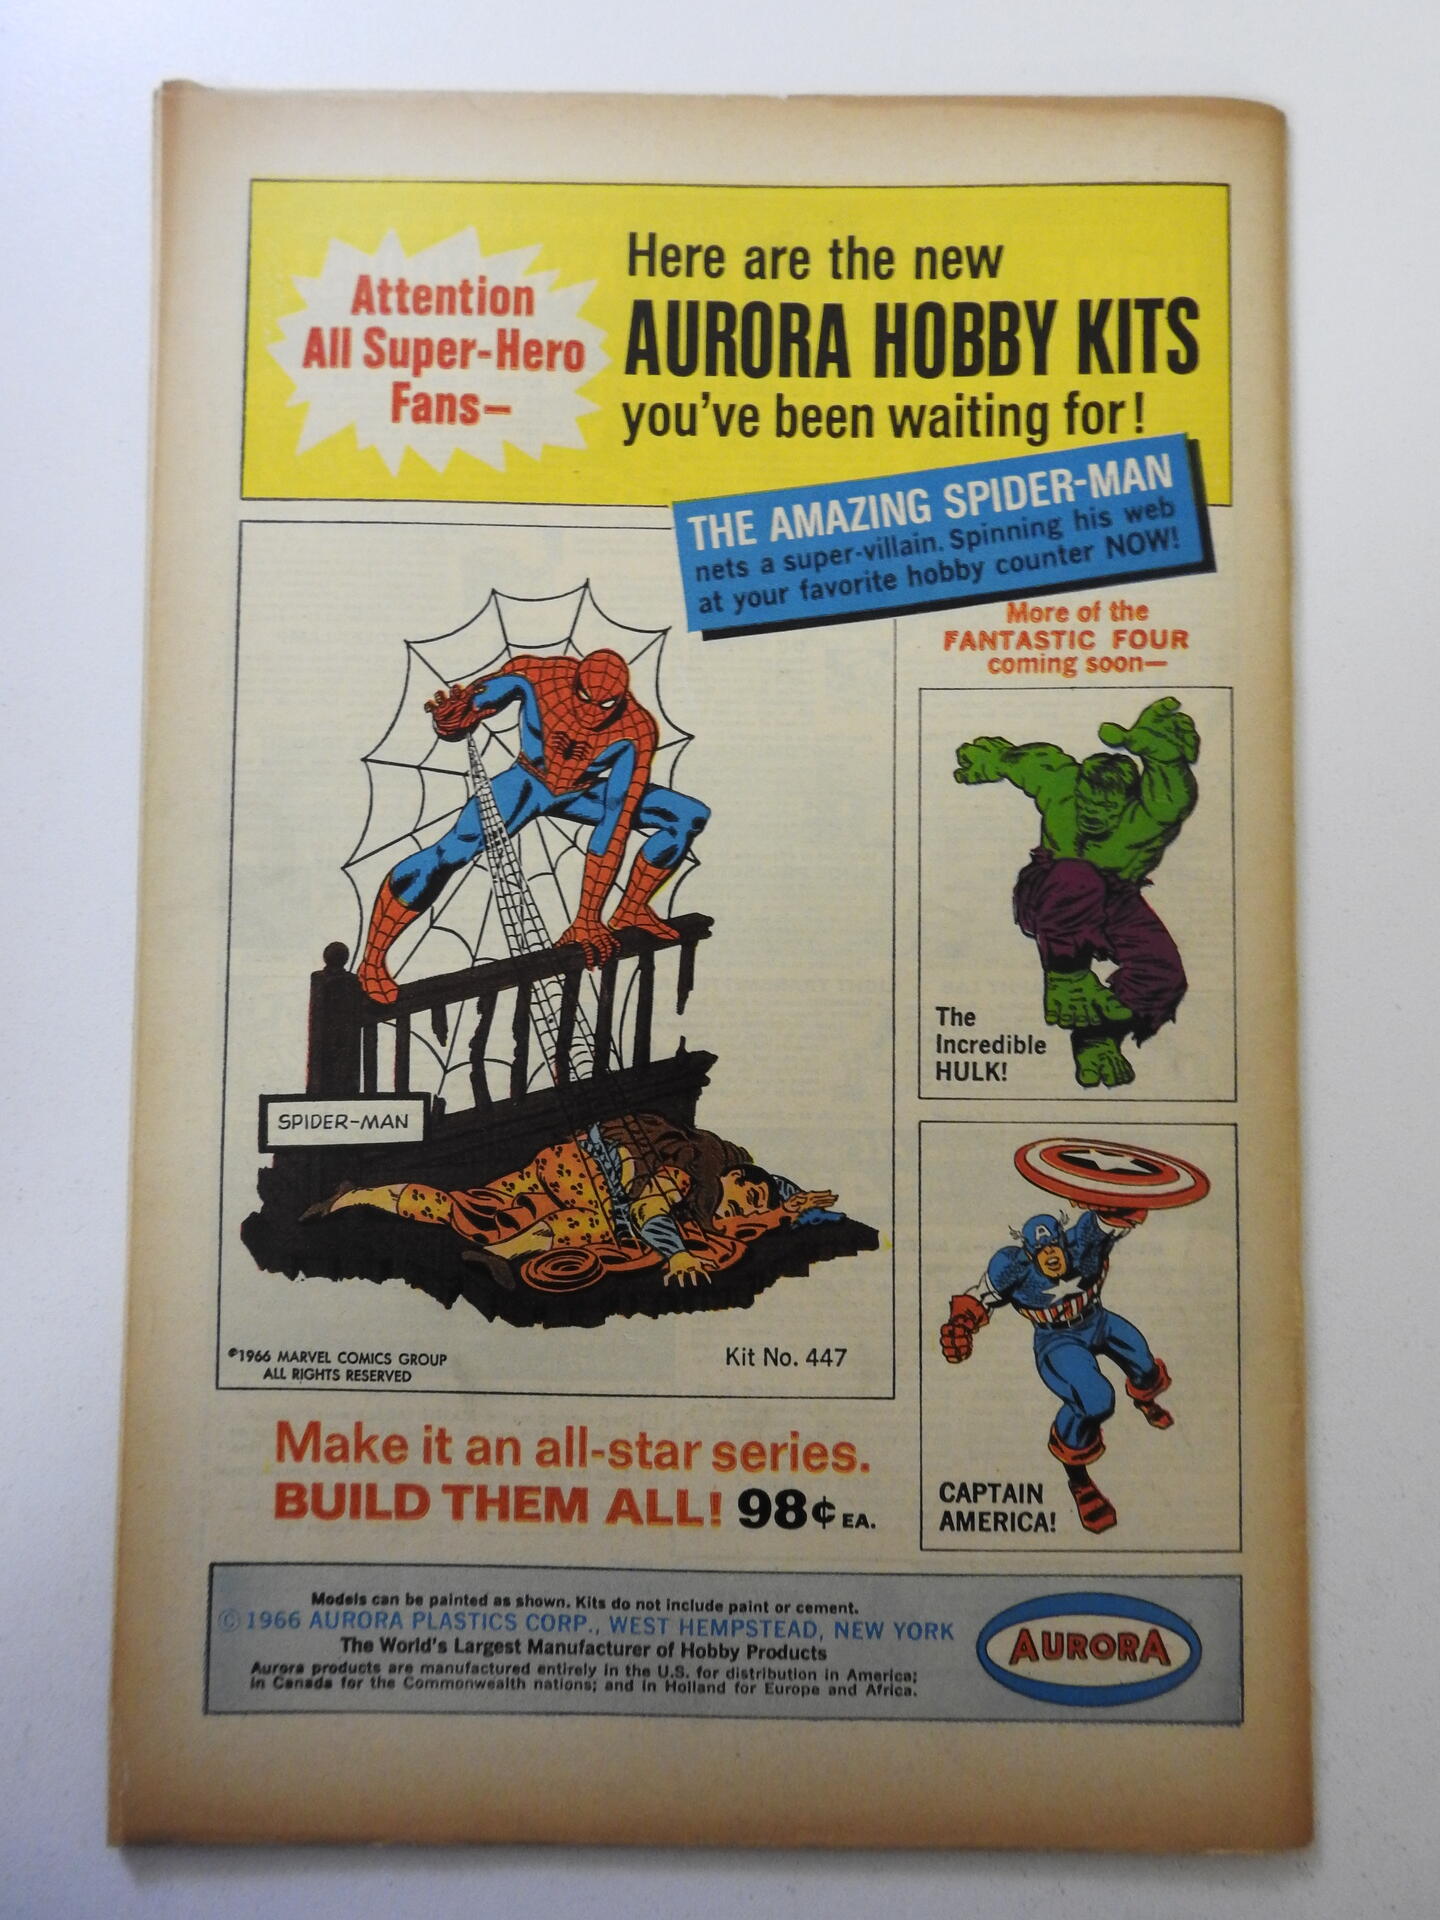 Attention
All Super-Hero
Fans—
Here are the new
AURORA HOBBY KITS
you've been waiting for!
THE AMAZING SPIDER-MAN
nets a super-villain. Spinning his web
at your favorite hobby counter NOW!
More of the
FANTASTIC FOUR
coming soon—
The
Incredible
HULK!
SPIDER-MAN
A
©1966 MARVEL COMICS GROUP
ALL RIGHTS RESERVED
Kit No. 447
CAPTAIN
AMERICA!
Make it an all-star series.
BUILD THEM ALL! 98¢ EA.
Models can be painted as shown. Kits do not include paint or cement.
© 1966 AURORA PLASTICS CORP., WEST HEMPSTEAD, NEW YORK
The World's Largest Manufacturer of Hobby Products
Aurora products are manufactured entirely in the U.S. for distribution in America;
in Canada for the Commonwealth nations; and in Holland for Europe and Africa.
AURORA